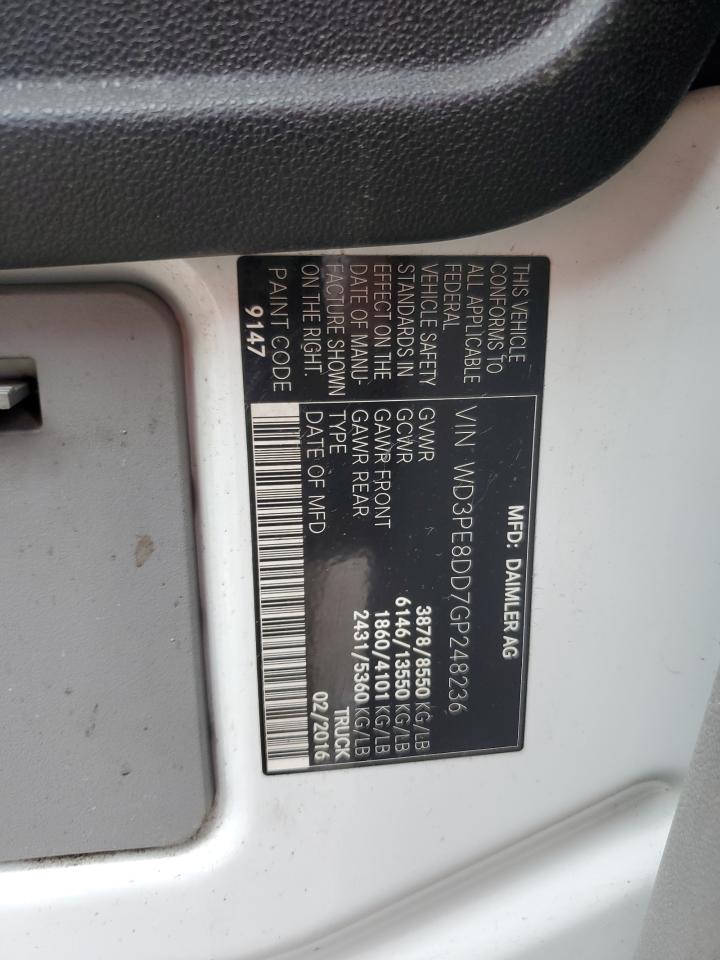 THIS VEHICLE
CONFORMS TO
ALL APPLICABLE
FEDERAL
VEHICLE SAFETY
STANDARDS IN
EFFECT ON THE
DATE OF MANU-
FACTURE SHOWN
ON THE RIGHT
PAINT CODE
9147
MFD: DAIMLER AG
VIN WD3PE8DD7GP248236
GVWR 3878/8550 KG/LB
GCWR 6146/13550 KG/LB
GAWR FRONT 1860/4101 KG/LB
GAWR REAR 2431/5360 KG/LB
TYPE TRUCK
DATE OF MFD 02/2016